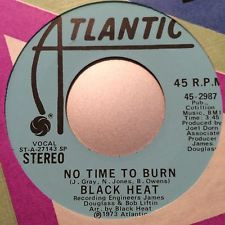 ATLANTIC
45 R.P.M
VOCAL
ST-A-27143 SP
STEREO
45-2987
Pub.,
Cotillion
Music, BMI
Time: 3:45
Produced by
Joel Dorn
Associate
Producer
James
Douglass
NO TIME TO BURN
(J. Gray, N. Jones, B. Owens)
BLACK HEAT
Recording Engineers James
Douglass & Bob Liftin
Arr. by Black Heat
©1973 Atlantic